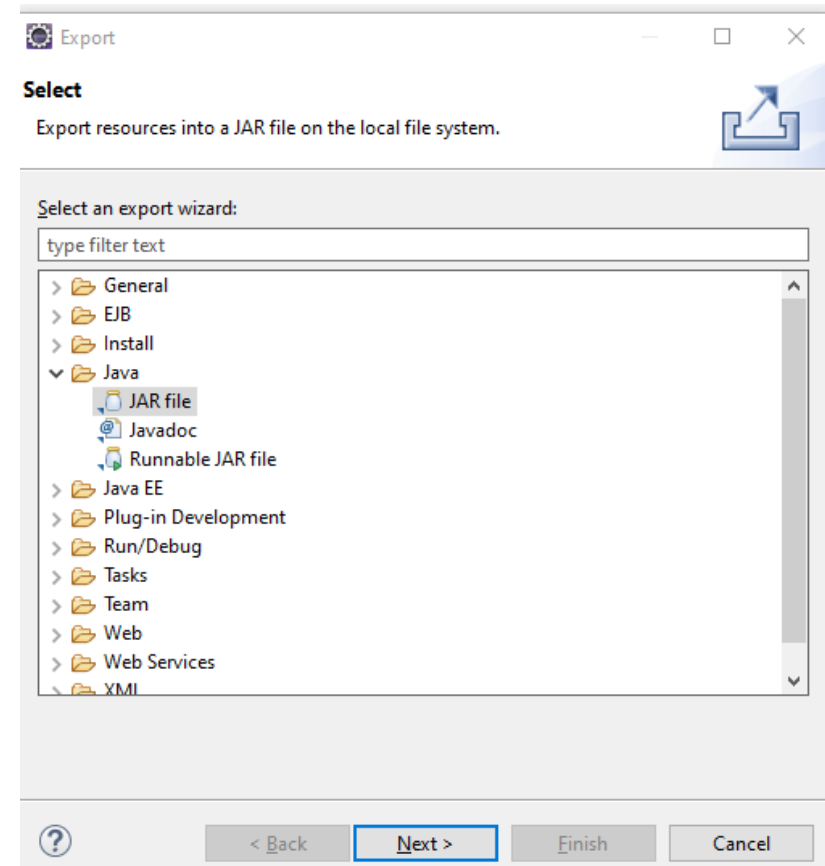 Export
Select
Export resources into a JAR file on the local file system.
Select an export wizard:
type filter text
General
EJB
Install
Java
JAR file
Javadoc
Runnable JAR file
Java EE
Plug-in Development
Run/Debug
Tasks
Team
Web
Web Services
XML
? < Back Next > Finish Cancel